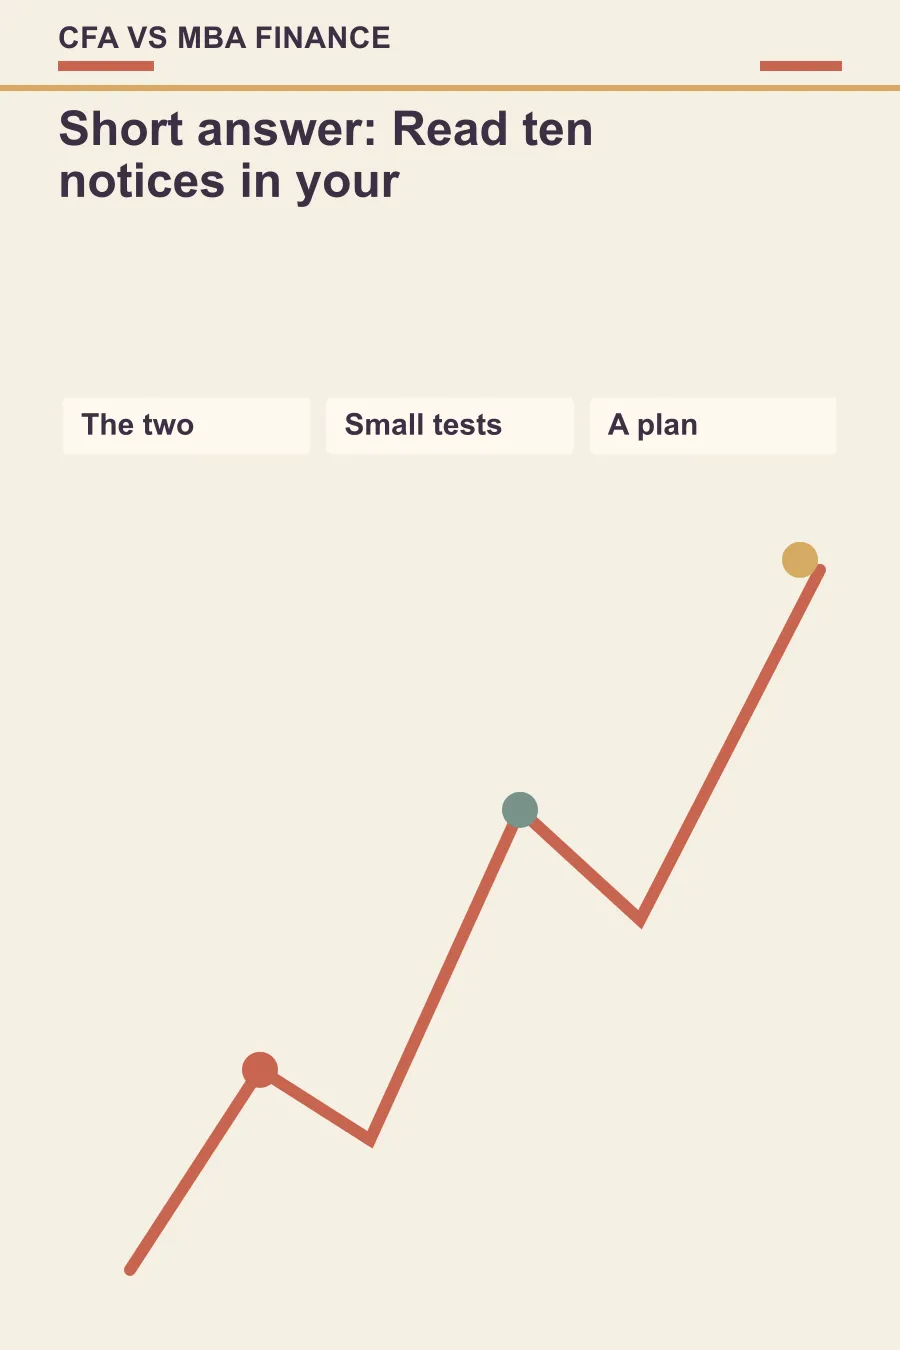 CFA VS MBA FINANCE
Short answer: Read ten
notices in your
The two
Small tests
A plan